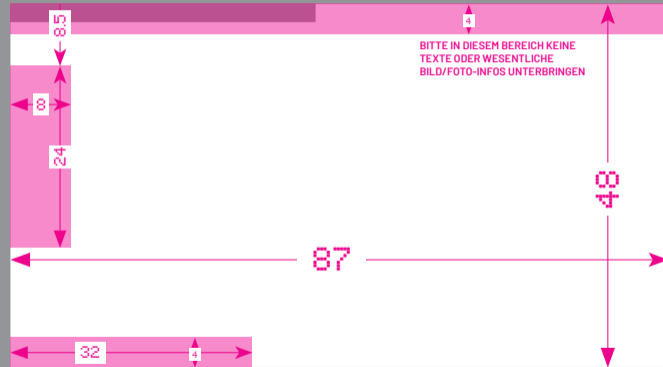 8.5
4
BITTE IN DIESEM BEREICH KEINE
TEXTE ODER WESENTLICHE
BILD/FOTO-INFOS UNTERBRINGEN
8
24
48
87
32
4